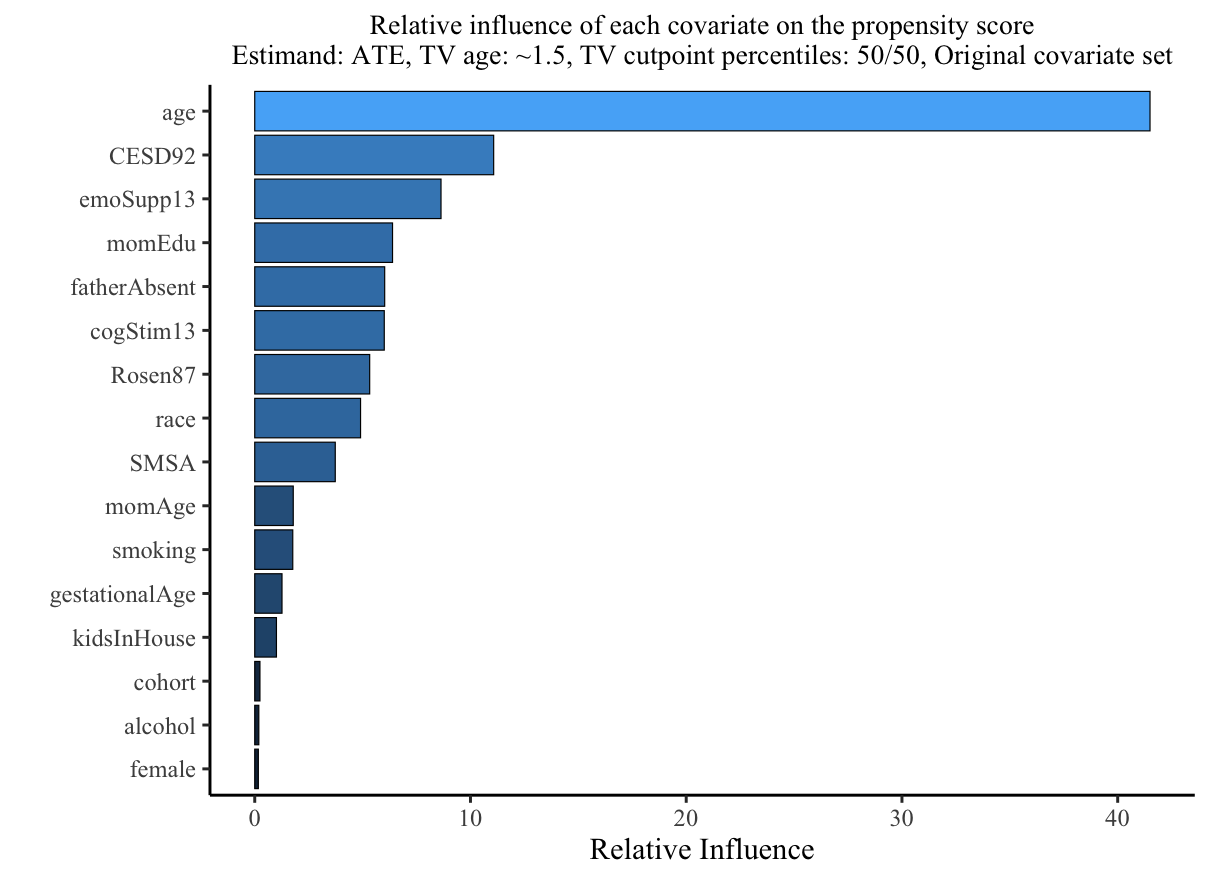 Relative influence of each covariate on the propensity score
Estimand: ATE, TV age: ~1.5, TV cutpoint percentiles: 50/50, Original covariate set
age
CESD92
emoSupp13
momEdu
fatherAbsent
cogStim13
Rosen87
race
SMSA
momAge
smoking
gestationalAge
kidsInHouse
cohort
alcohol
female
0 10 20 30 40
Relative Influence